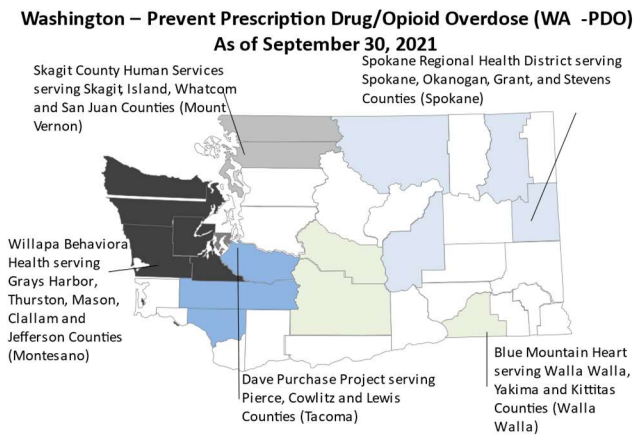 Washington – Prevent Prescription Drug/Opioid Overdose (WA -PDO)
As of September 30, 2021
Skagit County Human Services
serving Skagit, Island, Whatcom
and San Juan Counties (Mount
Vernon)
Spokane Regional Health District serving
Spokane, Okanogan, Grant, and Stevens
Counties (Spokane)
Willapa Behaviora
Health serving
Grays Harbor,
Thurston, Mason,
Clallam and
Jefferson Counties
(Montesano)
Dave Purchase Project serving
Pierce, Cowlitz and Lewis
Counties (Tacoma)
Blue Mountain Heart
serving Walla Walla,
Yakima and Kittitas
Counties (Walla
Walla)